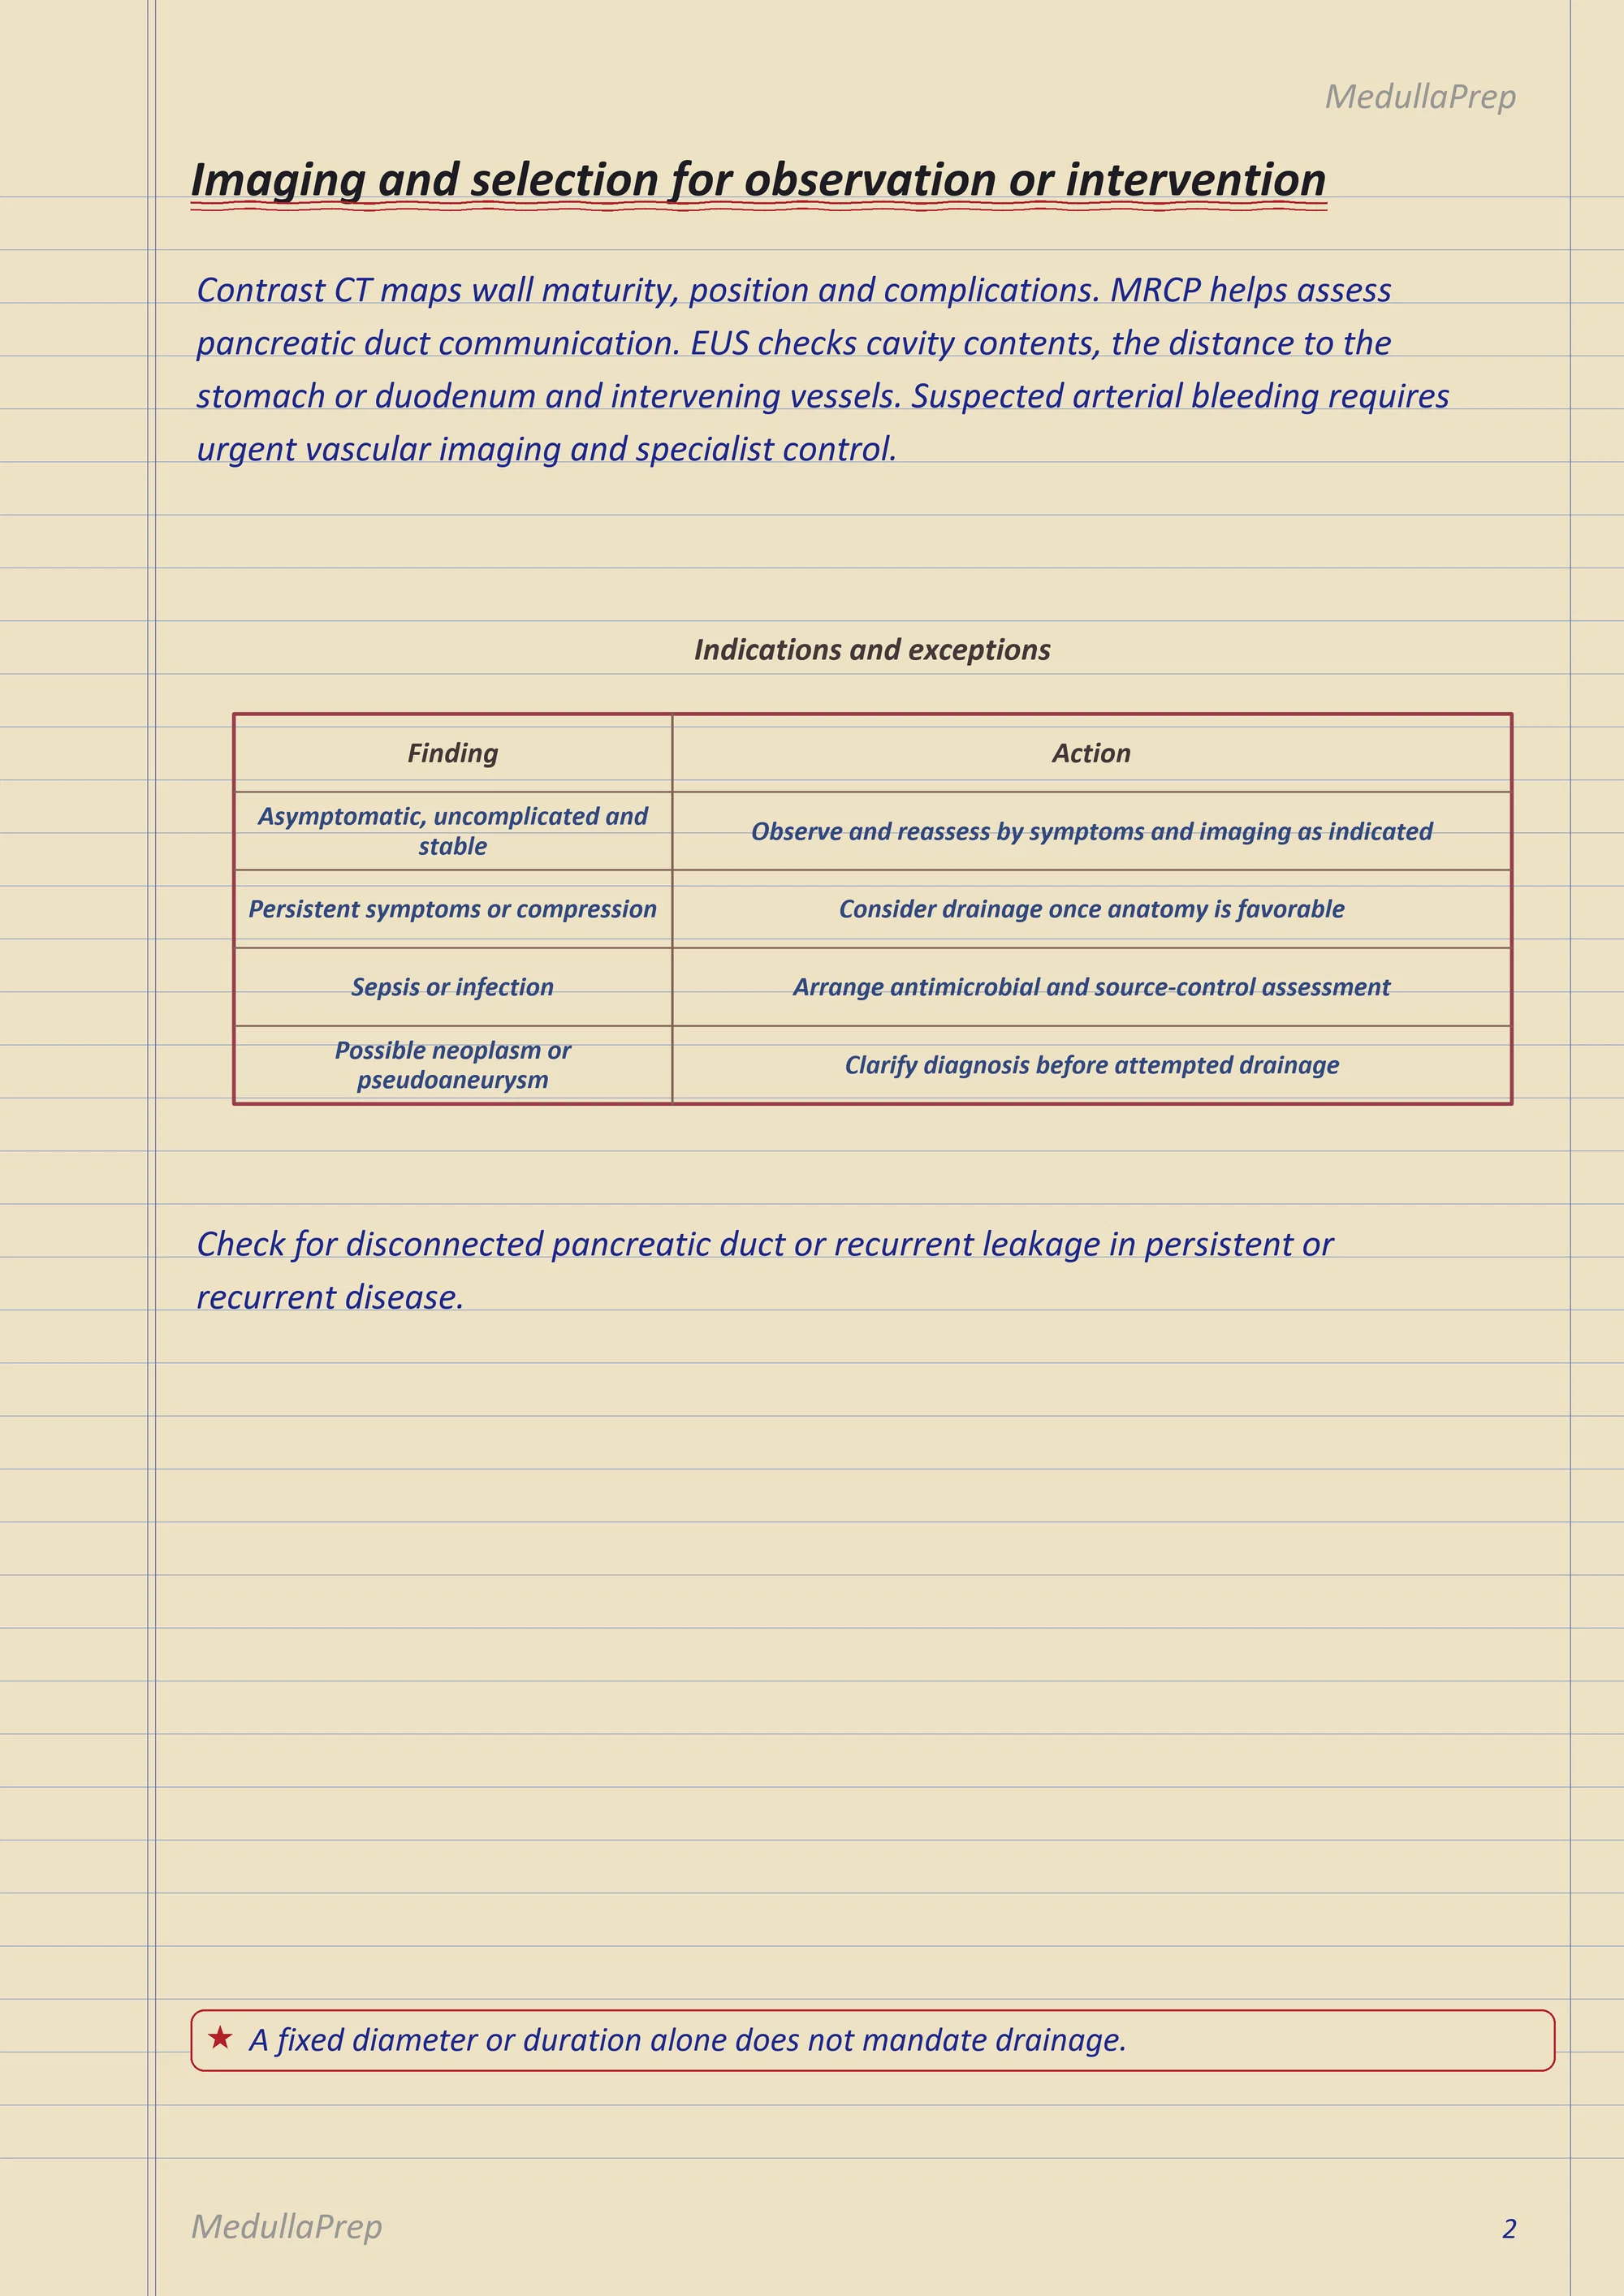 MedullaPrep
Imaging and selection for observation or intervention
Contrast CT maps wall maturity, position and complications. MRCP helps assess
pancreatic duct communication. EUS checks cavity contents, the distance to the
stomach or duodenum and intervening vessels. Suspected arterial bleeding requires
urgent vascular imaging and specialist control.
Indications and exceptions
Finding
Action
Asymptomatic, uncomplicated and
stable
Observe and reassess by symptoms and imaging as indicated
Persistent symptoms or compression
Consider drainage once anatomy is favorable
Sepsis or infection
Arrange antimicrobial and source-control assessment
Possible neoplasm or
pseudoaneurysm
Clarify diagnosis before attempted drainage
Check for disconnected pancreatic duct or recurrent leakage in persistent or
recurrent disease.
★ A fixed diameter or duration alone does not mandate drainage.
MedullaPrep
2